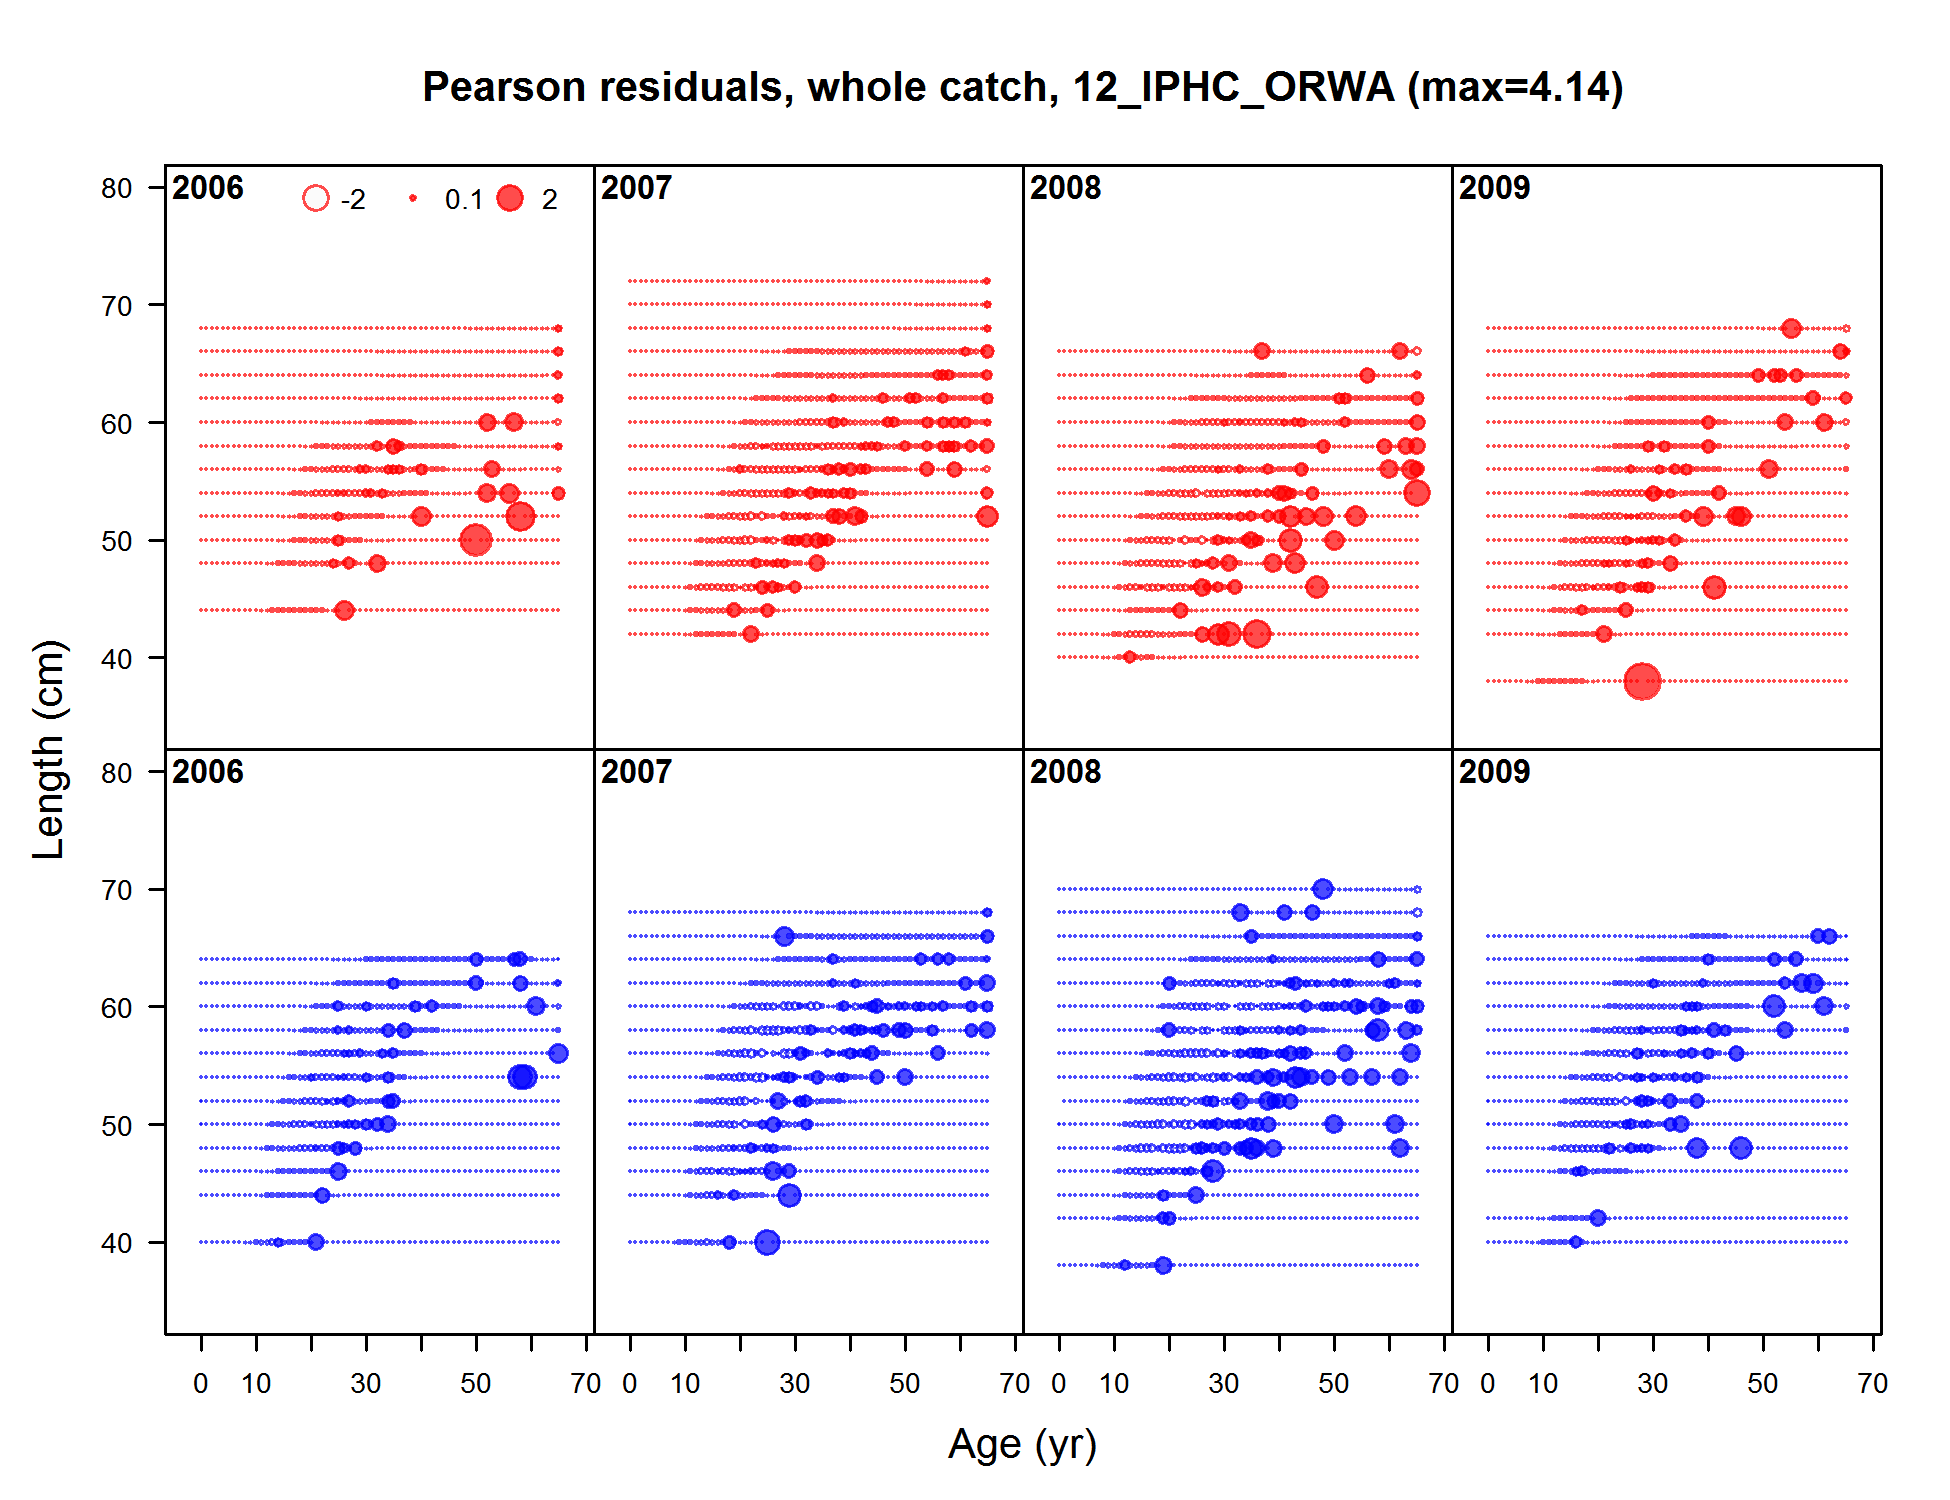 Pearson residuals, whole catch, 12_IPHC_ORWA (max=4.14)
2006 -2 0.1 2 2007 2008 2009
80
70
60
50
40
2006 2007 2008 2009
80
70
60
50
40
Length (cm)
0 10 30 50 70 0 10 30 50 70 0 10 30 50 70 0 10 30 50 70
Age (yr)